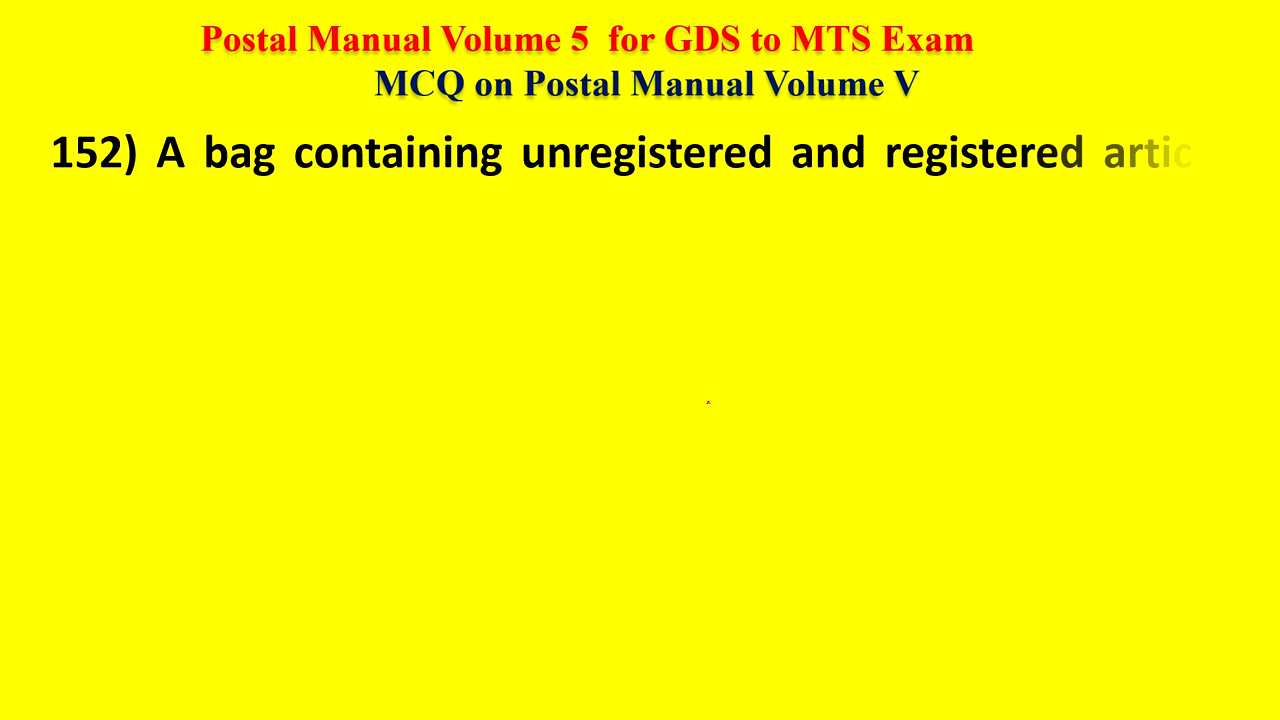 Postal Manual Volume 5 for GDS to MTS Exam
MCQ on Postal Manual Volume V
152) A bag containing unregistered and registered artic